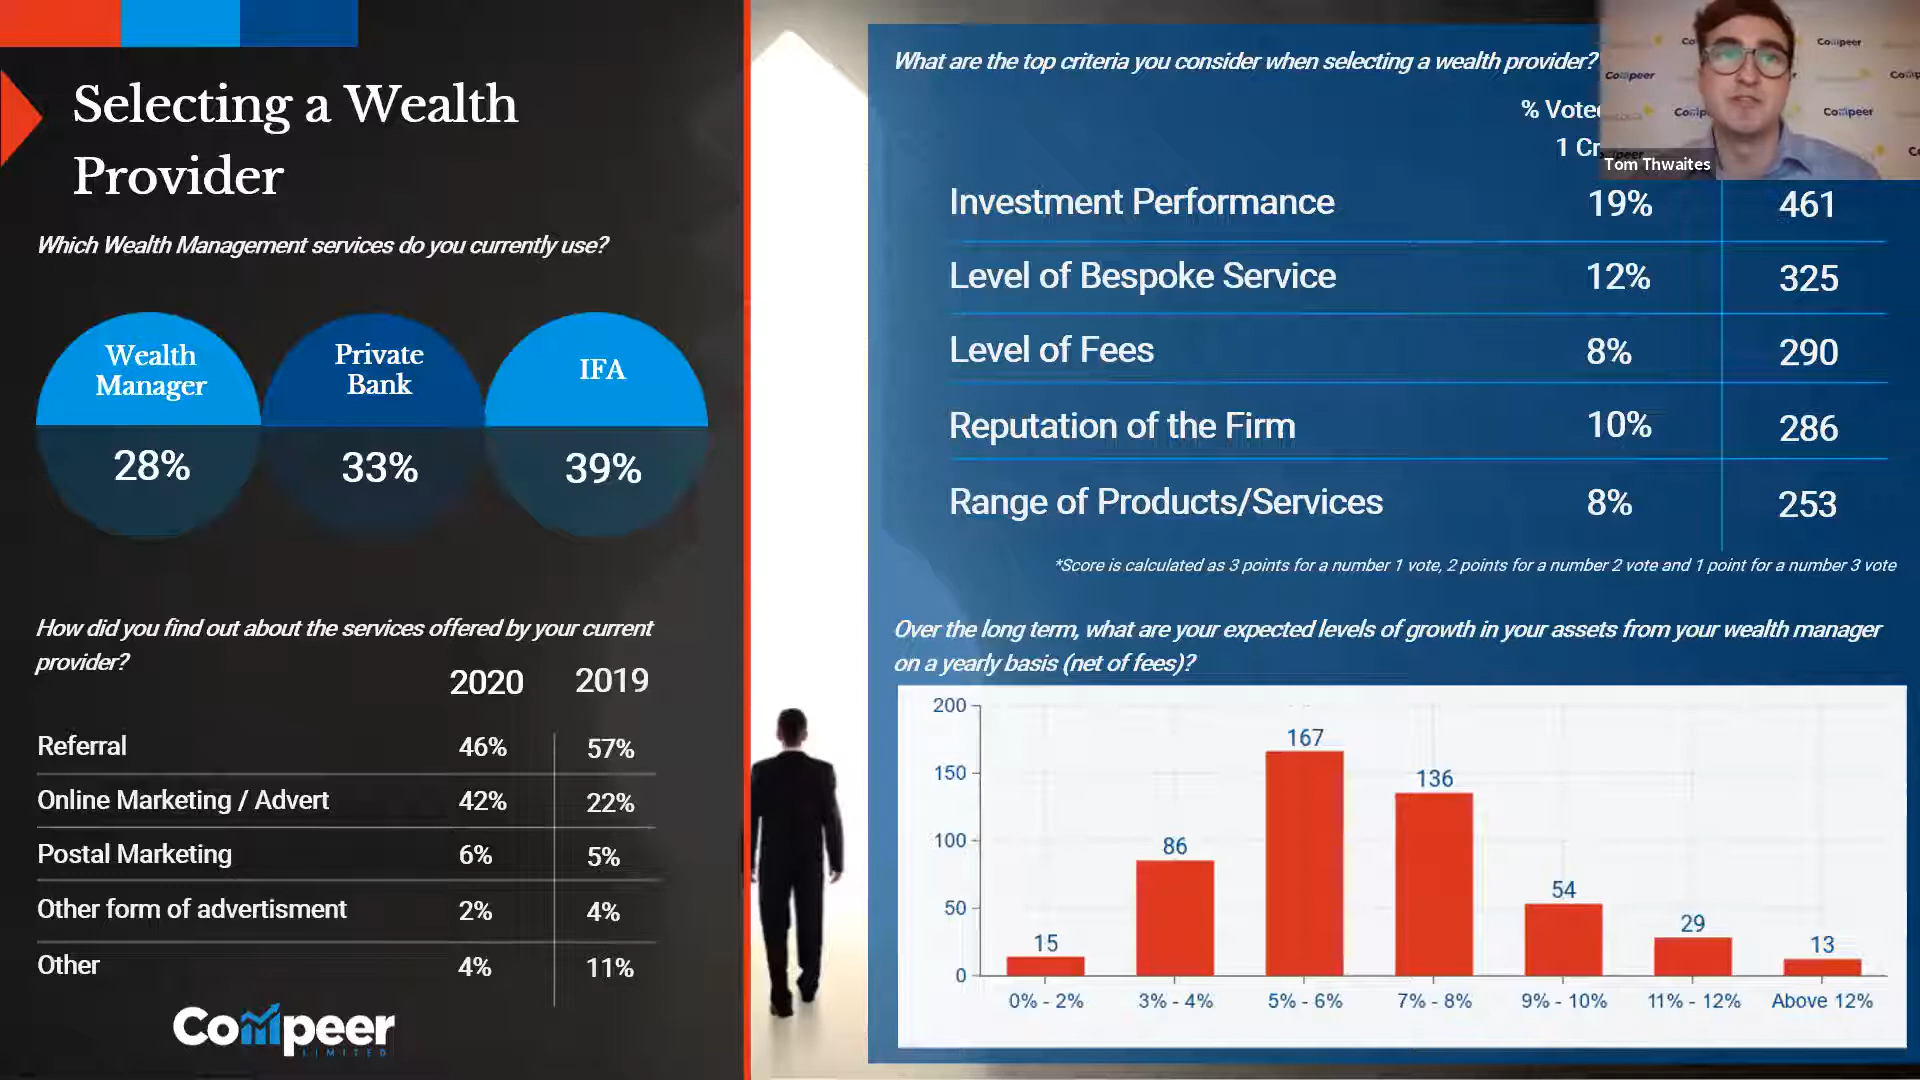 Selecting a Wealth
Provider
Which Wealth Management services do you currently use?
Wealth
Manager
28%
Private
Bank
33%
IFA
39%
How did you find out about the services offered by your current
provider?
2020 2019
Referral 46% 57%
Online Marketing / Advert 42% 22%
Postal Marketing 6% 5%
Other form of advertisment 2% 4%
Other 4% 11%
Compeer
LIMITED
What are the top criteria you consider when selecting a wealth provider?
% Voted
1 Cr
Investment Performance 19% 461
Level of Bespoke Service 12% 325
Level of Fees 8% 290
Reputation of the Firm 10% 286
Range of Products/Services 8% 253
*Score is calculated as 3 points for a number 1 vote, 2 points for a number 2 vote and 1 point for a number 3 vote
Over the long term, what are your expected levels of growth in your assets from your wealth manager
on a yearly basis (net of fees)?
200
150
100
50
0
15
86
167
136
54
29
13
0% - 2% 3% - 4% 5% - 6% 7% - 8% 9% - 10% 11% - 12% Above 12%
Compeer
Compeer
Compeer
Tom Thwaites